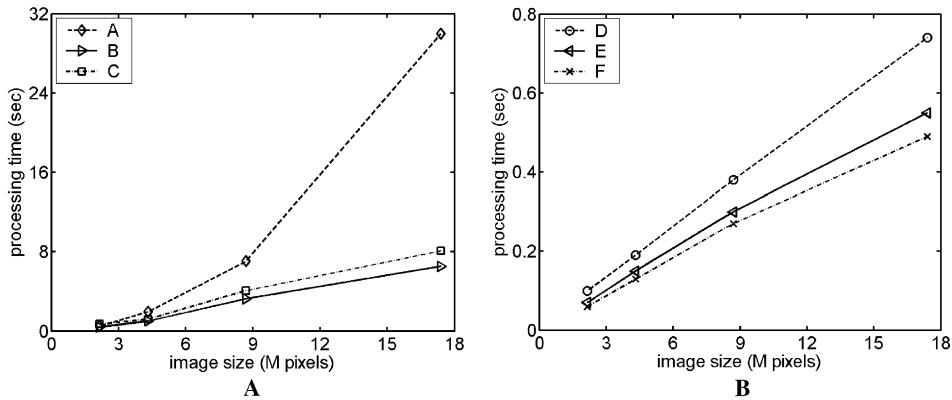 32
24
16
8
0
0
3
6
9
12
15
18
processing time (sec)
image size (M pixels)
A
B
C
A
0.8
0.6
0.4
0.2
0
0
3
6
9
12
15
18
processing time (sec)
image size (M pixels)
D
E
F
B